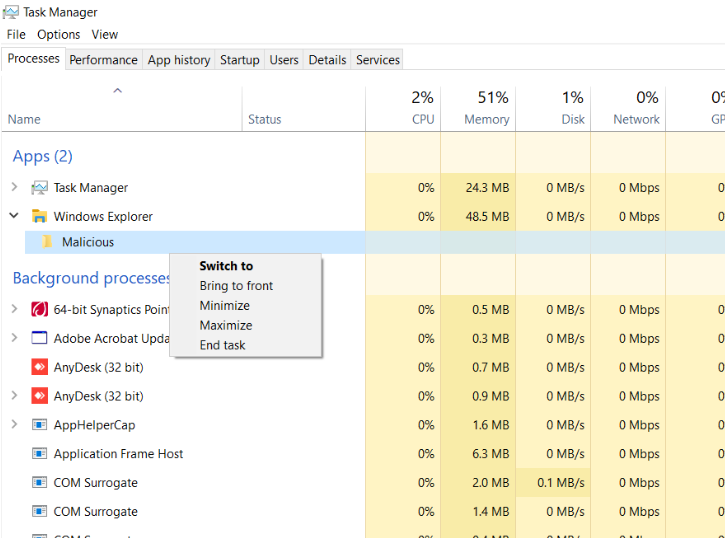 Task Manager
File Options View
Processes Performance App history Startup Users Details Services
2% 51% 1% 0% 0%
Name Status CPU Memory Disk Network GP
Apps (2)
Task Manager 0% 24.3 MB 0 MB/s 0 Mbps 0
Windows Explorer 0% 48.5 MB 0 MB/s 0 Mbps 0
Malicious
Switch to
Background processes
Bring to front
Minimize
64-bit Synaptics Point 0% 0.5 MB 0 MB/s 0 Mbps 0
Maximize
Adobe Acrobat Upda 0% 0.3 MB 0 MB/s 0 Mbps 0
End task
AnyDesk (32 bit) 0% 0.7 MB 0 MB/s 0 Mbps 0
AnyDesk (32 bit) 0% 0.9 MB 0 MB/s 0 Mbps 0
AppHelperCap 0% 1.6 MB 0 MB/s 0 Mbps 0
Application Frame Host 0% 6.3 MB 0 MB/s 0 Mbps 0
COM Surrogate 0% 2.0 MB 0.1 MB/s 0 Mbps 0
COM Surrogate 0% 1.4 MB 0 MB/s 0 Mbps 0